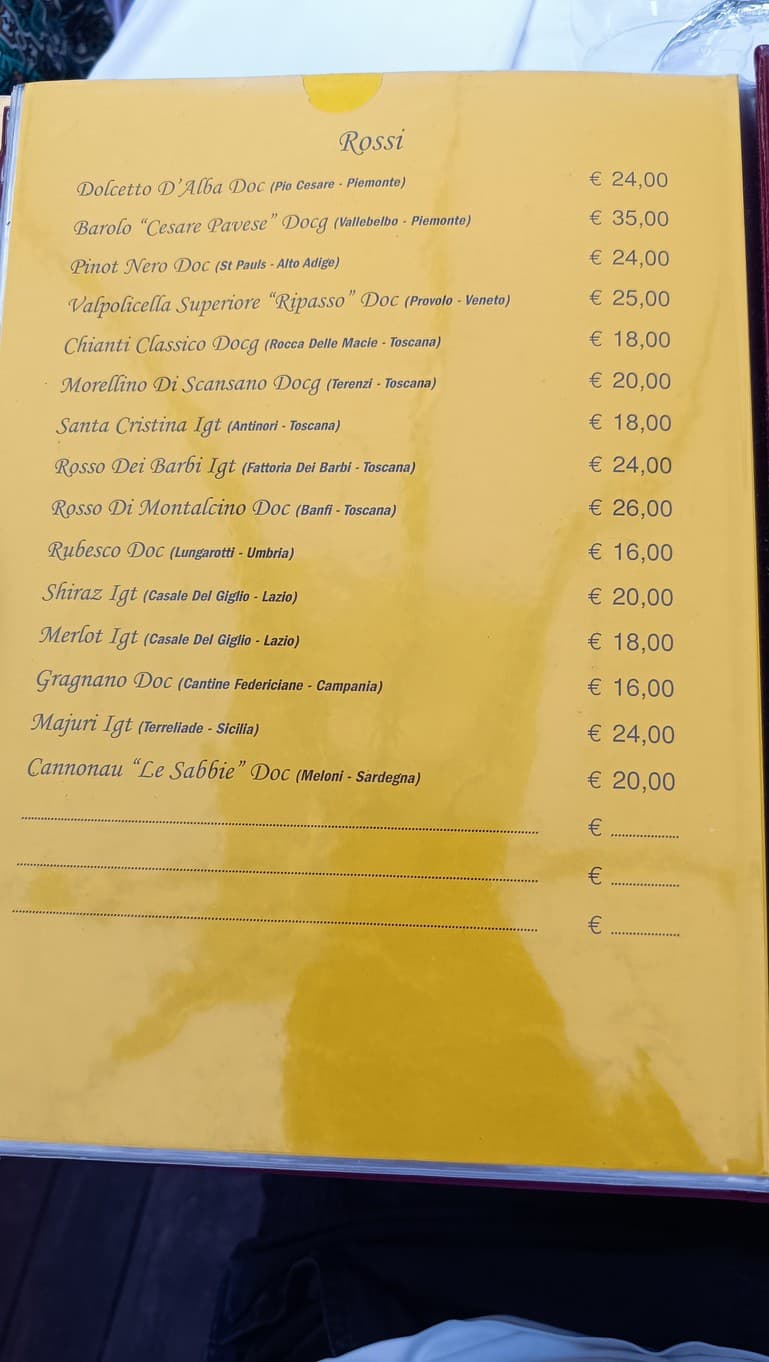 Rossi
Dolcetto D'Alba Doc (Pio Cesare - Piemonte) € 24,00
Barolo “Cesare Pavese” Docg (Vallebelbo - Piemonte) € 35,00
Pinot Nero Doc (St Pauls - Alto Adige) € 24,00
Valpolicella Superiore “Ripasso” Doc (Provolo - Veneto) € 25,00
Chianti Classico Docg (Rocca Delle Macie - Toscana) € 18,00
Morellino Di Scansano Docg (Terenzi - Toscana) € 20,00
Santa Cristina Igt (Antinori - Toscana) € 18,00
Rosso Dei Barbi Igt (Fattoria Dei Barbi - Toscana) € 24,00
Rosso Di Montalcino Doc (Banfi - Toscana) € 26,00
Rubesco Doc (Lungarotti - Umbria) € 16,00
Shiraz Igt (Casale Del Giglio - Lazio) € 20,00
Merlot Igt (Casale Del Giglio - Lazio) € 18,00
Gragnano Doc (Cantine Federiciane - Campania) € 16,00
Majuri Igt (Terreliade - Sicilia) € 24,00
Cannonau “Le Sabbie” Doc (Meloni - Sardegna) € 20,00
€
€
€